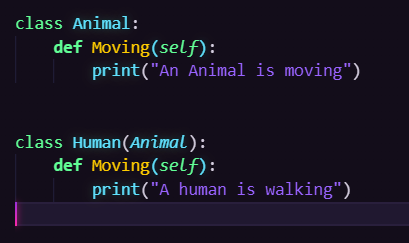 class Animal:
    def Moving(self):
        print("An Animal is moving")
class Human(Animal):
    def Moving(self):
        print("A human is walking")